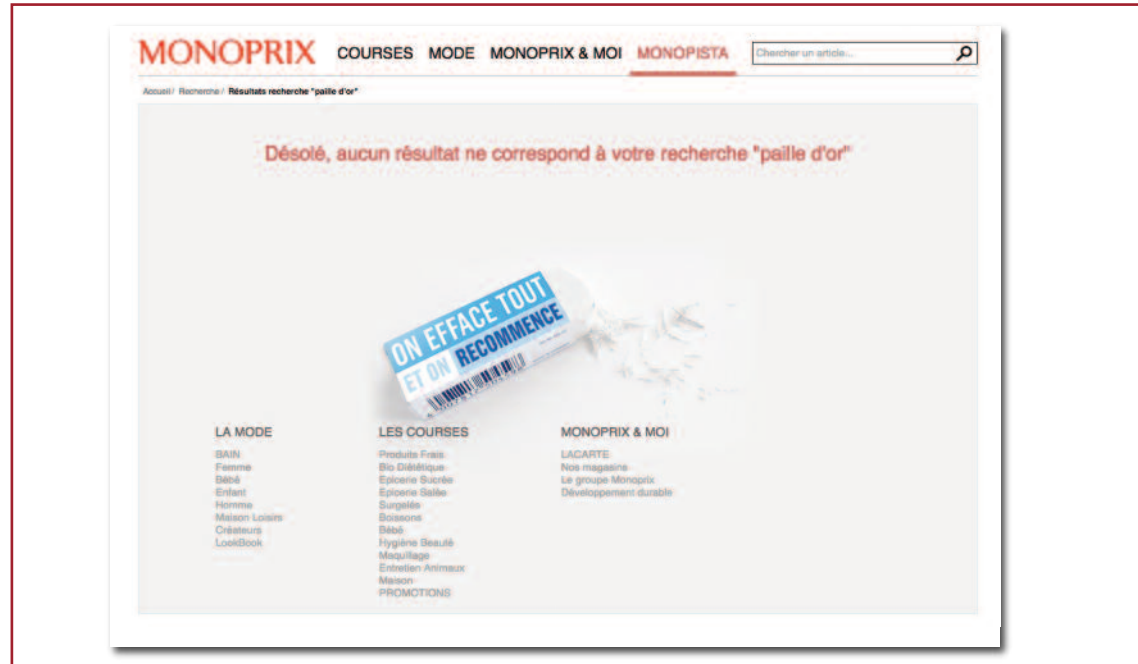 MONOPRIX COURSES MODE MONOPRIX & MOI MONOPISTA Chercher un article...
Accueil / Recherche / Résultats recherche "paille d'or"
Désolé, aucun résultat ne correspond à votre recherche "paille d'or"
ON EFFACE TOUT
ET ON RECOMMENCE
LA MODE
BAIN
Femme
Bébé
Enfant
Homme
Maison Loisirs
Créateurs
LookBook
LES COURSES
Produits Frais
Bio Diététique
Epicerie Sucrée
Epicerie Salée
Surgelés
Boissons
Bébé
Hygiène Beauté
Maquillage
Entretien Animaux
Maison
PROMOTIONS
MONOPRIX & MOI
LACARTE
Nos magasins
Le groupe Monoprix
Développement durable